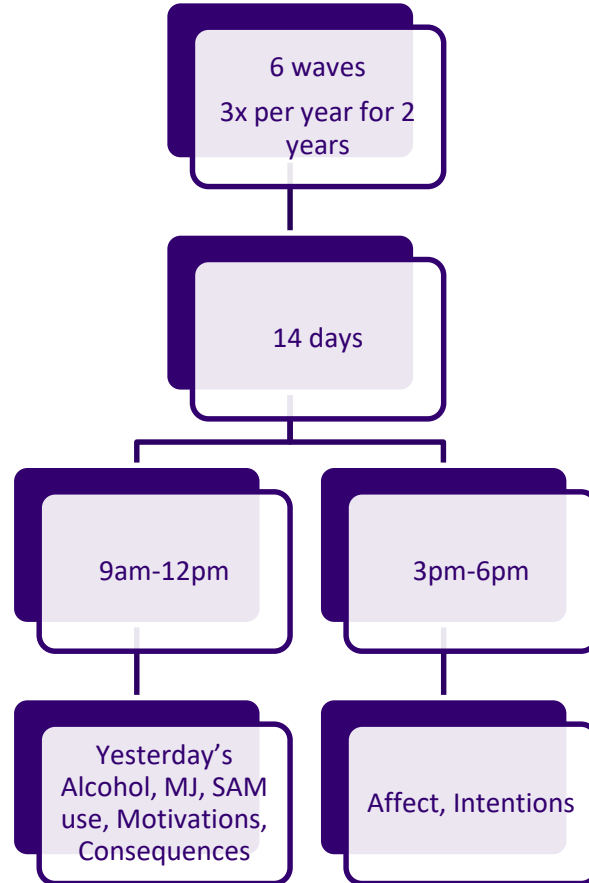 6 waves
3x per year for 2
years
14 days
9am-12pm
3pm-6pm
Yesterday’s
Alcohol, MJ, SAM
use, Motivations,
Consequences
Affect, Intentions